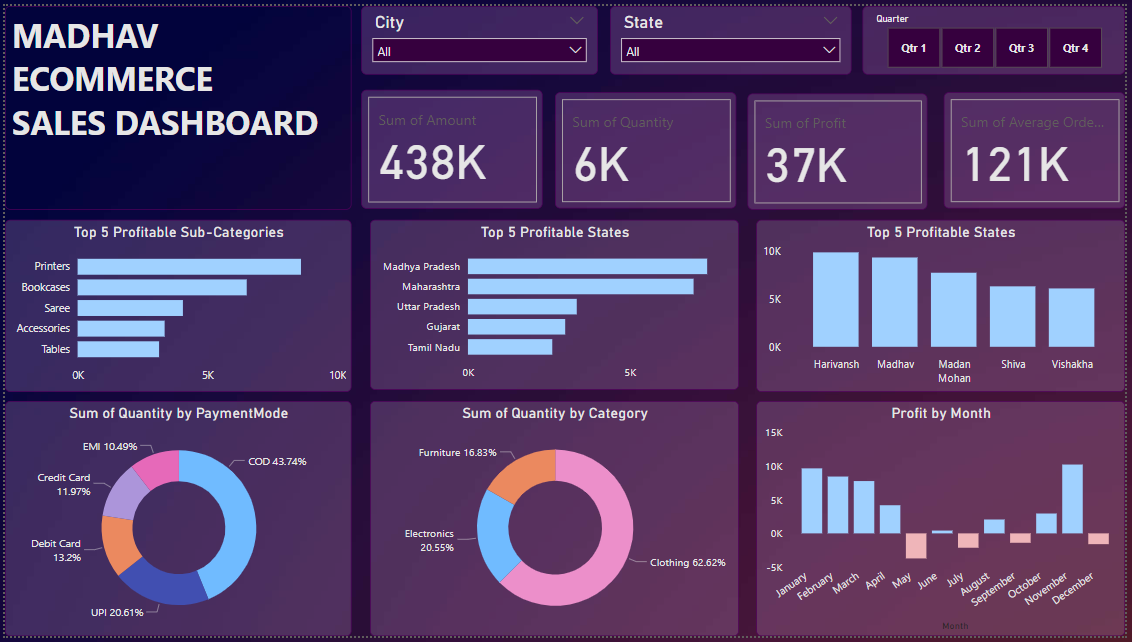 MADHAV
ECOMMERCE
SALES DASHBOARD
City
All
State
All
Quarter
Qtr 1
Qtr 2
Qtr 3
Qtr 4
Sum of Amount
438K
Sum of Quantity
6K
Sum of Profit
37K
Sum of Average Orde...
121K
Top 5 Profitable Sub-Categories
Printers
Bookcases
Saree
Accessories
Tables
0K
5K
10K
Top 5 Profitable States
Madhya Pradesh
Maharashtra
Uttar Pradesh
Gujarat
Tamil Nadu
0K
5K
Top 5 Profitable States
10K
5K
0K
Harivansh
Madhav
Madan
Mohan
Shiva
Vishakha
Sum of Quantity by PaymentMode
EMI 10.49%
COD 43.74%
Credit Card
11.97%
Debit Card
13.2%
UPI 20.61%
Sum of Quantity by Category
Furniture 16.83%
Electronics
20.55%
Clothing 62.62%
Profit by Month
15K
10K
5K
0K
-5K
January
February
March
April
May
June
July
August
September
October
November
December
Month